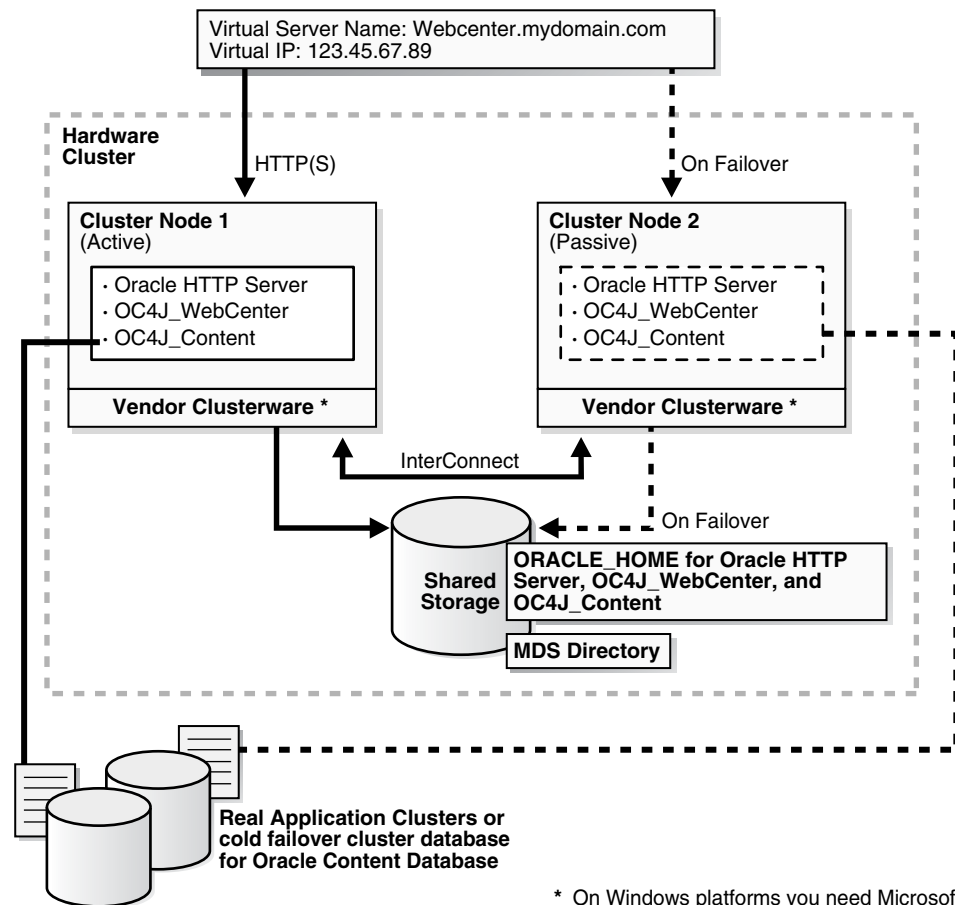 Virtual Server Name: Webcenter.mydomain.com
Virtual IP: 123.45.67.89
Hardware
Cluster
HTTP(S)
On Failover
Cluster Node 1
(Active)
· Oracle HTTP Server
· OC4J_WebCenter
· OC4J_Content
Vendor Clusterware *
Cluster Node 2
(Passive)
· Oracle HTTP Server
· OC4J_WebCenter
· OC4J_Content
Vendor Clusterware *
InterConnect
On Failover
Shared
Storage
ORACLE_HOME for Oracle HTTP
Server, OC4J_WebCenter, and
OC4J_Content
MDS Directory
Real Application Clusters or
cold failover cluster database
for Oracle Content Database
* On Windows platforms you need Microsof